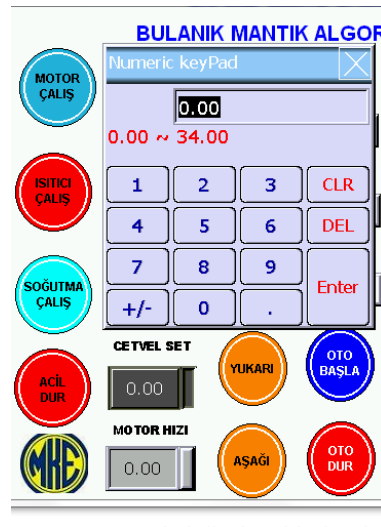 BULANIK MANTIK ALGOR
Numeric keyPad
MOTOR
ÇALIŞ
0.00
0.00 ~ 34.00
ISITICI
ÇALIŞ
1 2 3 CLR
4 5 6 DEL
7 8 9 Enter
+/- 0 .
SOĞUTMA
ÇALIŞ
CETVEL SET
0.00
YUKARI
OTO
BAŞLA
ACİL
DUR
MOTOR HIZI
0.00
AŞAĞI
OTO
DUR
MKE